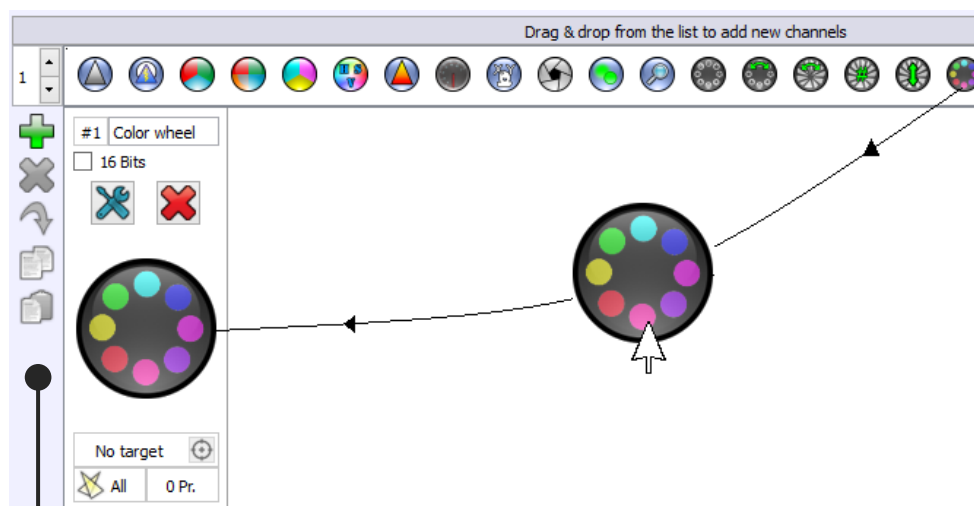 Drag & drop from the list to add new channels
1
H S
V
#
#1 Color wheel
16 Bits
No target
All 0 Pr.